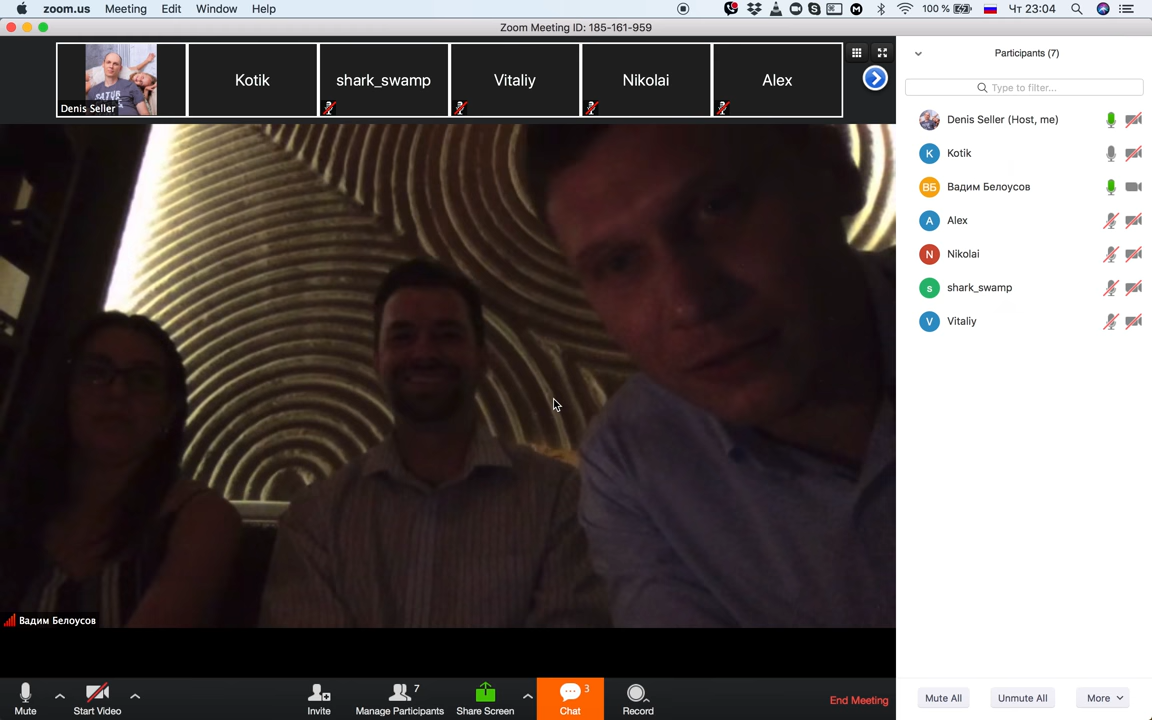 zoom.us Meeting Edit Window Help 100 % Чт 23:04
Zoom Meeting ID: 185-161-959
Denis Seller
Kotik
shark_swamp
Vitaliy
Nikolai
Alex
Вадим Белоусов
Participants (7)
Type to filter...
Denis Seller (Host, me)
K Kotik
ВБ Вадим Белоусов
A Alex
N Nikolai
s shark_swamp
V Vitaliy
Mute
Start Video
Invite
7
Manage Participants
Share Screen
3
Chat
Record
End Meeting
Mute All
Unmute All
More